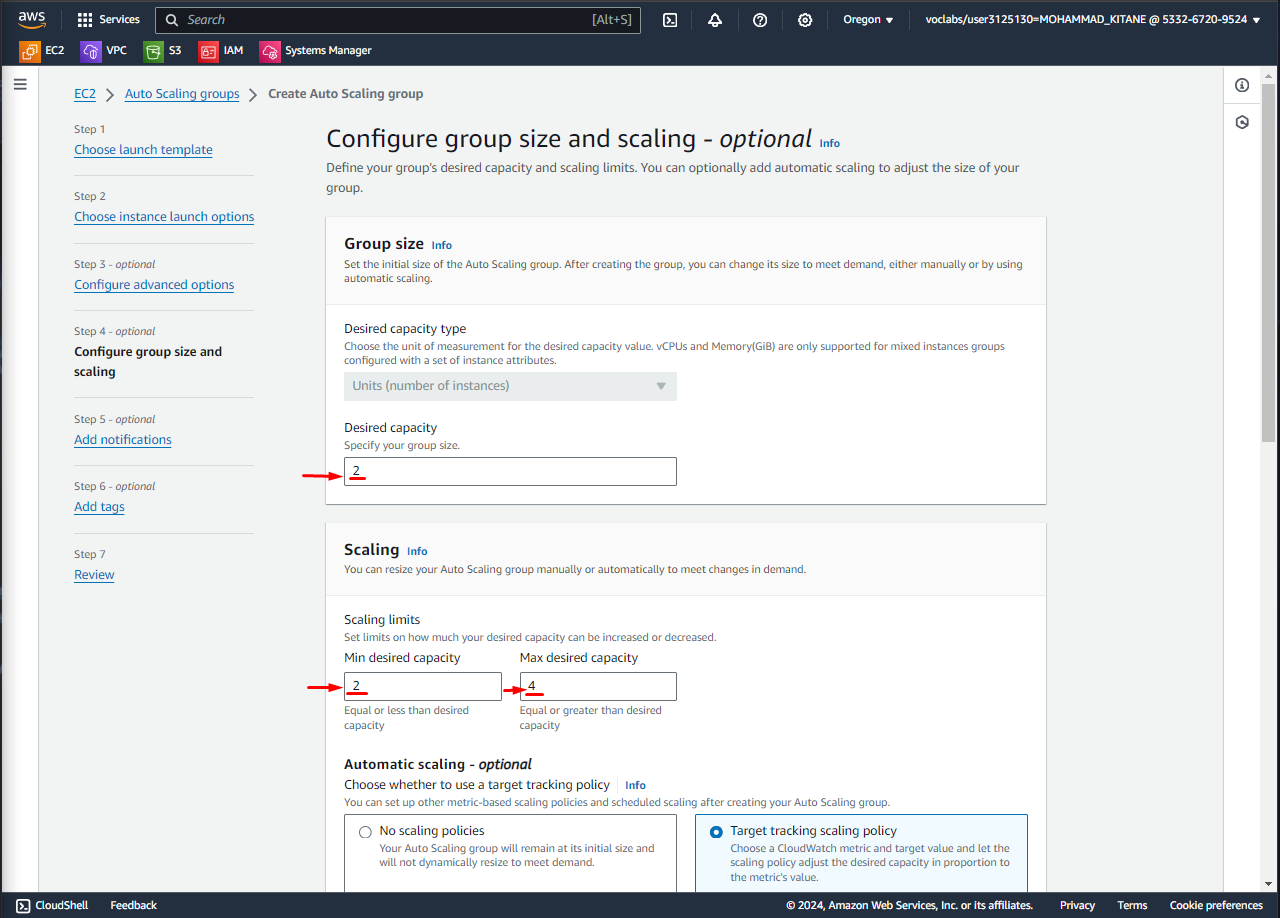 aws
Services
Search
[Alt+S]
Oregon
voclabs/user3125130=MOHAMMAD_KITANE @ 5332-6720-9524
EC2
VPC
S3
IAM
Systems Manager
EC2
Auto Scaling groups
Create Auto Scaling group
Step 1
Choose launch template
Step 2
Choose instance launch options
Step 3 - optional
Configure advanced options
Step 4 - optional
Configure group size and
scaling
Step 5 - optional
Add notifications
Step 6 - optional
Add tags
Step 7
Review
Configure group size and scaling - optional Info
Define your group's desired capacity and scaling limits. You can optionally add automatic scaling to adjust the size of your
group.
Group size Info
Set the initial size of the Auto Scaling group. After creating the group, you can change its size to meet demand, either manually or by using
automatic scaling.
Desired capacity type
Choose the unit of measurement for the desired capacity value. vCPUs and Memory(GiB) are only supported for mixed instances groups
configured with a set of instance attributes.
Units (number of instances)
Desired capacity
Specify your group size.
2
Scaling Info
You can resize your Auto Scaling group manually or automatically to meet changes in demand.
Scaling limits
Set limits on how much your desired capacity can be increased or decreased.
Min desired capacity
2
Equal or less than desired
capacity
Max desired capacity
4
Equal or greater than desired
capacity
Automatic scaling - optional
Choose whether to use a target tracking policy Info
You can set up other metric-based scaling policies and scheduled scaling after creating your Auto Scaling group.
No scaling policies
Your Auto Scaling group will remain at its initial size and
will not dynamically resize to meet demand.
Target tracking scaling policy
Choose a CloudWatch metric and target value and let the
scaling policy adjust the desired capacity in proportion to
the metric's value.
CloudShell
Feedback
© 2024, Amazon Web Services, Inc. or its affiliates.
Privacy
Terms
Cookie preferences